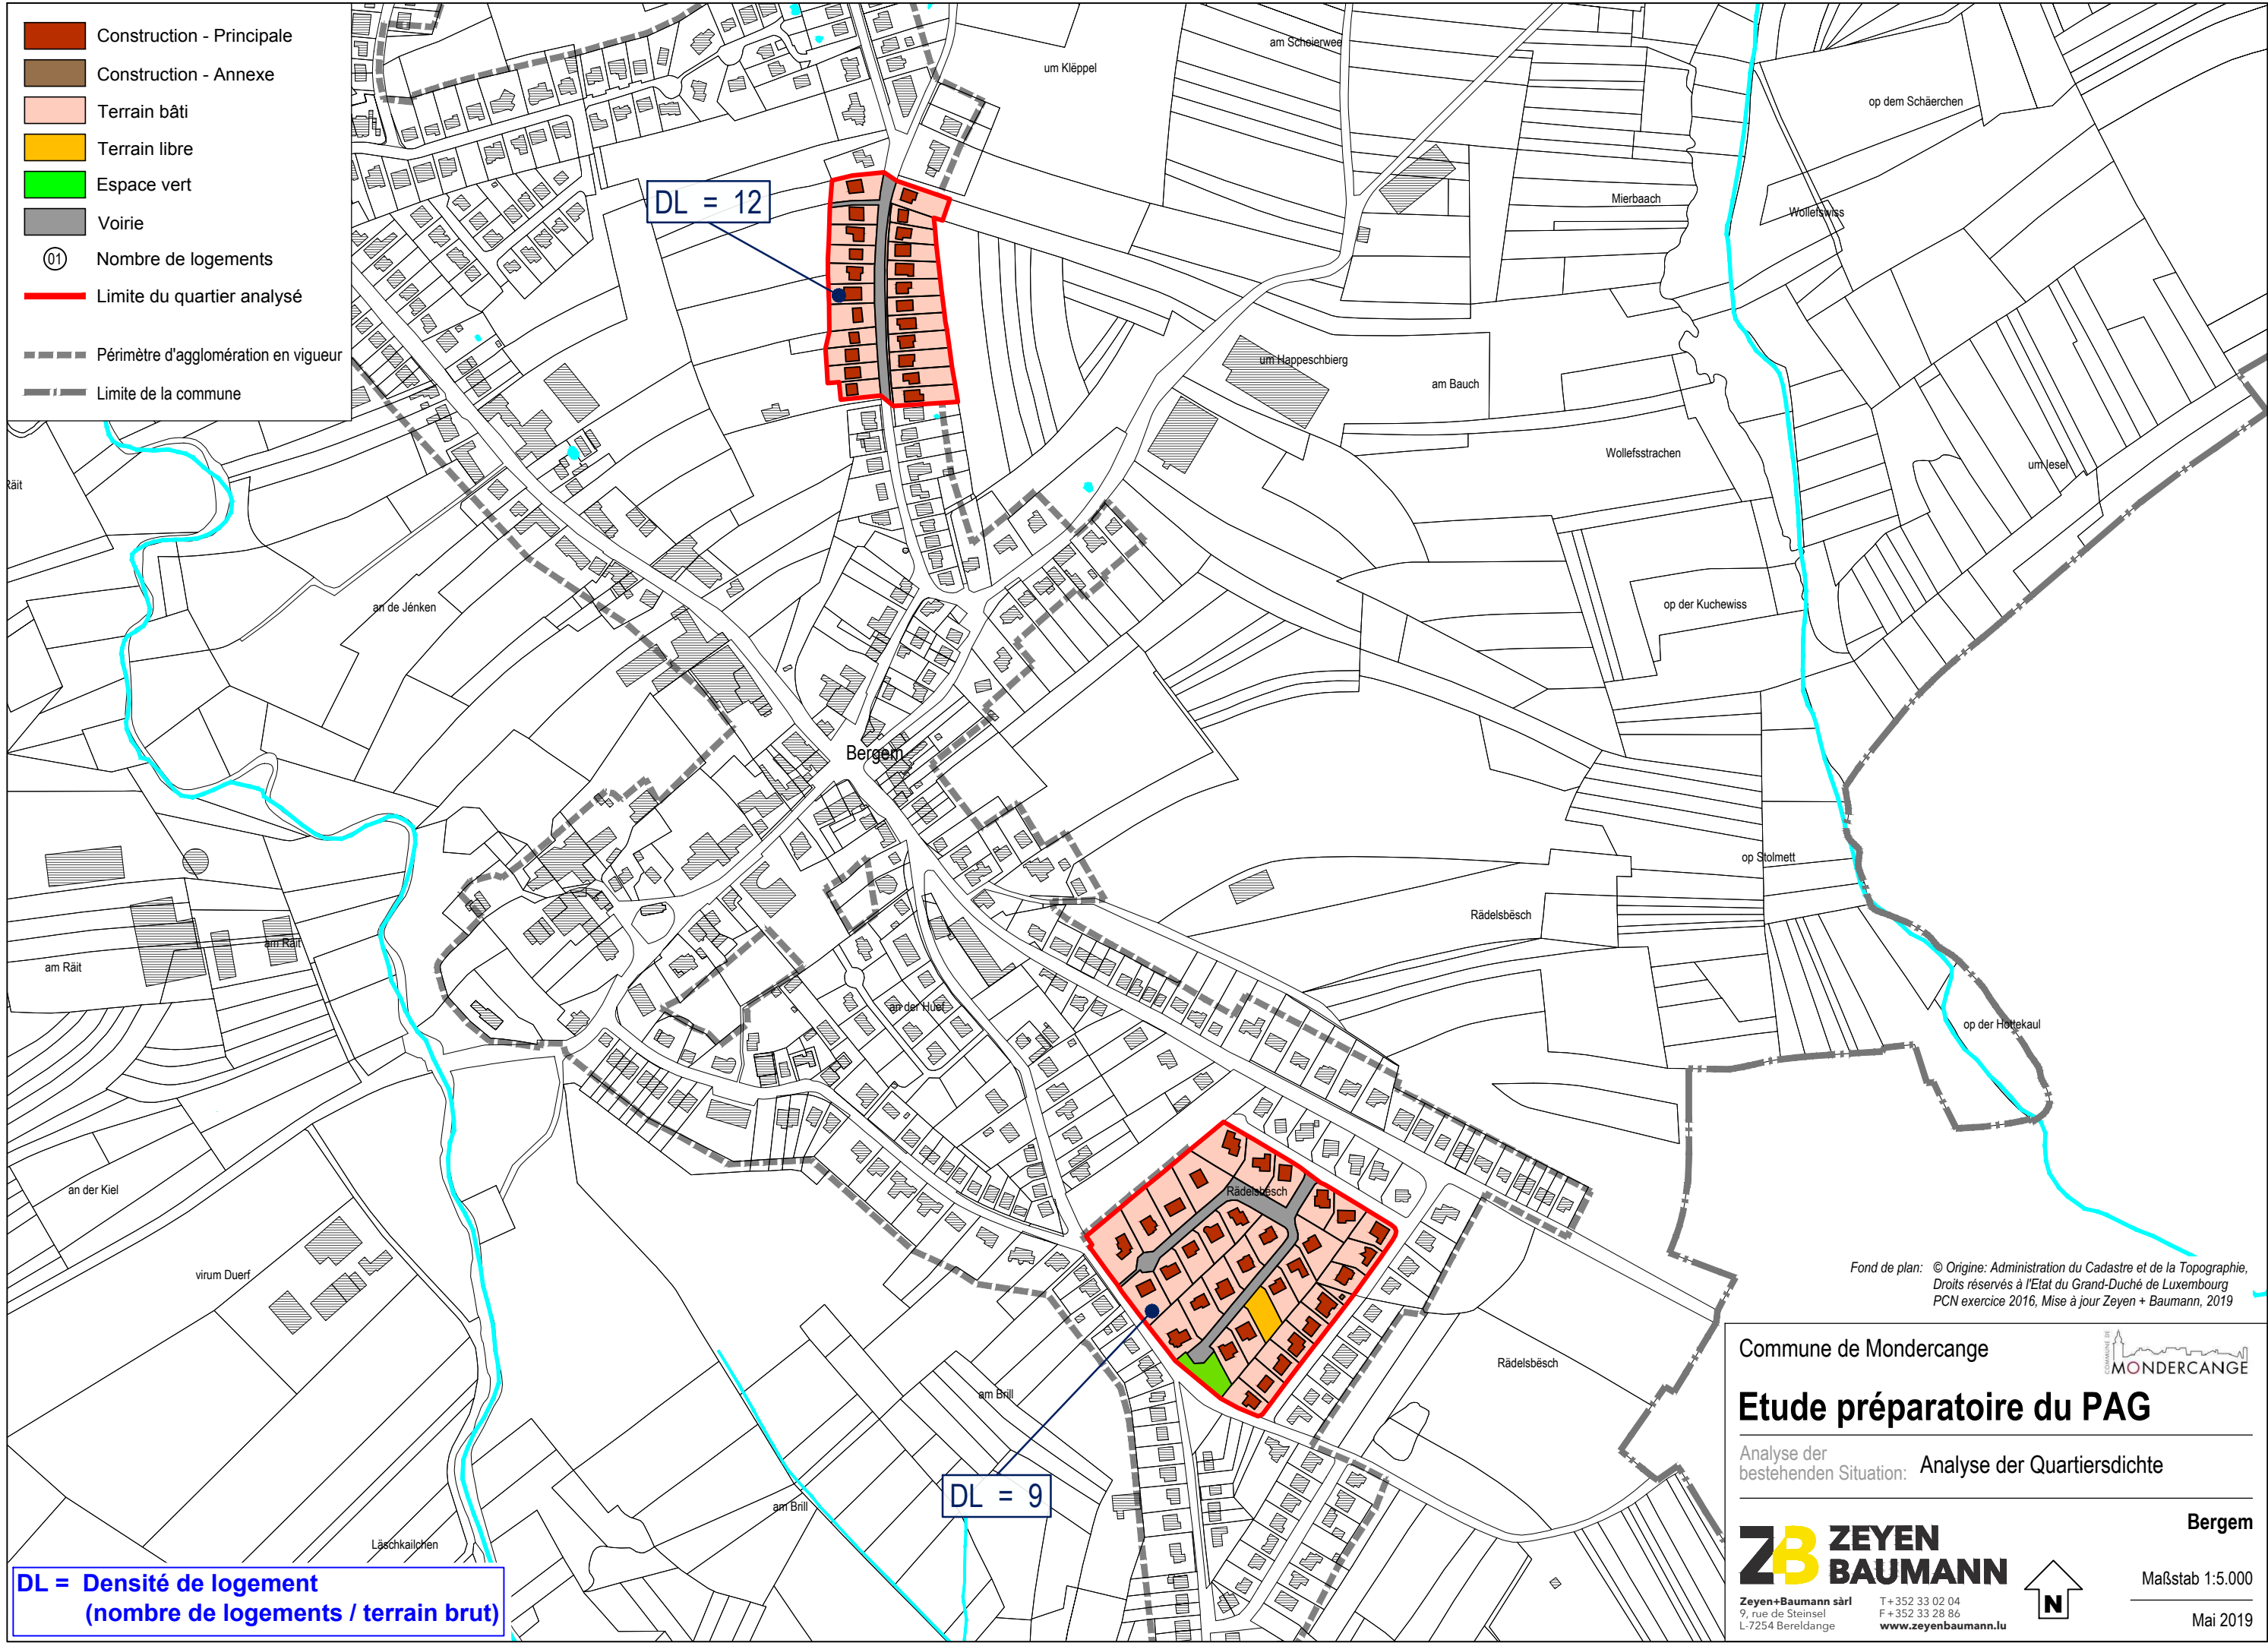 Construction - Principale
Construction - Annexe
Terrain bâti
Terrain libre
Espace vert
Voirie
01 Nombre de logements
Limite du quartier analysé
Périmètre d'agglomération en vigueur
Limite de la commune
um Klëppel
am Scheierwee
op dem Schäerchen
Mierbaach
Wollefswiss
DL = 12
um Happeschbierg
am Bauch
Wollefsstrachen
um Iesel
Räit
an de Jénken
op der Kuchewiss
Bergem
op Stolmett
Rädelsbësch
am Räit
am Räit
an der Huef
op der Hottekaul
an der Kiel
Rädelsbësch
virum Duerf
Rädelsbësch
am Brill
DL = 9
am Brill
Läschkailchen
DL = Densité de logement
(nombre de logements / terrain brut)
Fond de plan: © Origine: Administration du Cadastre et de la Topographie,
Droits réservés à l'Etat du Grand-Duché de Luxembourg
PCN exercice 2016, Mise à jour Zeyen + Baumann, 2019
Commune de Mondercange
COMMUNE DE
MONDERCANGE
Etude préparatoire du PAG
Analyse der
bestehenden Situation: Analyse der Quartiersdichte
Bergem
ZB ZEYEN
BAUMANN
Zeyen+Baumann sàrl
9, rue de Steinsel
L-7254 Bereldange
T+352 33 02 04
F+352 33 28 86
www.zeyenbaumann.lu
N
Maßstab 1:5.000
Mai 2019